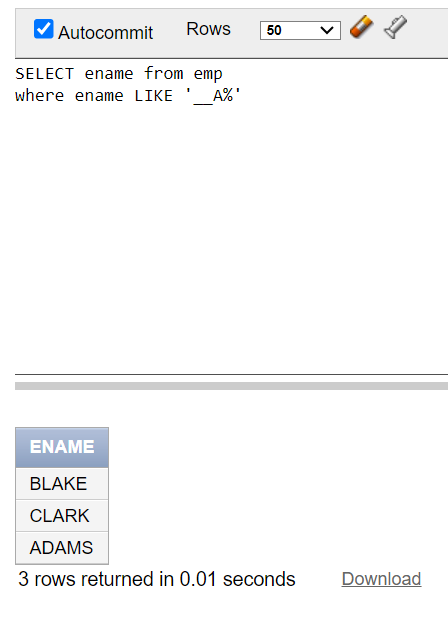 Autocommit Rows 50
SELECT ename from emp
where ename LIKE '__A%'
ENAME
BLAKE
CLARK
ADAMS
3 rows returned in 0.01 seconds Download